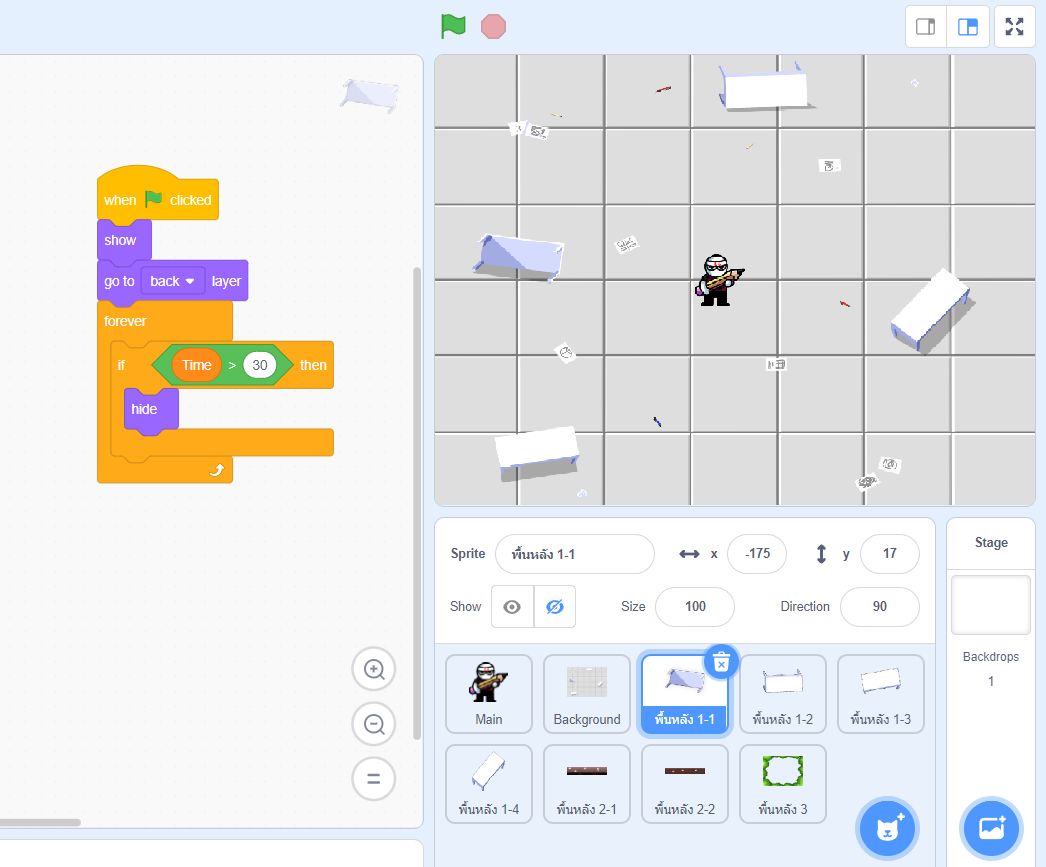 when clicked
show
go to back layer
forever
if Time > 30 then
hide
Sprite พื้นหลัง 1-1 x -175 y 17
Show Size 100 Direction 90
Main
Background
พื้นหลัง 1-1
พื้นหลัง 1-2
พื้นหลัง 1-3
พื้นหลัง 1-4
พื้นหลัง 2-1
พื้นหลัง 2-2
พื้นหลัง 3
Stage
Backdrops
1